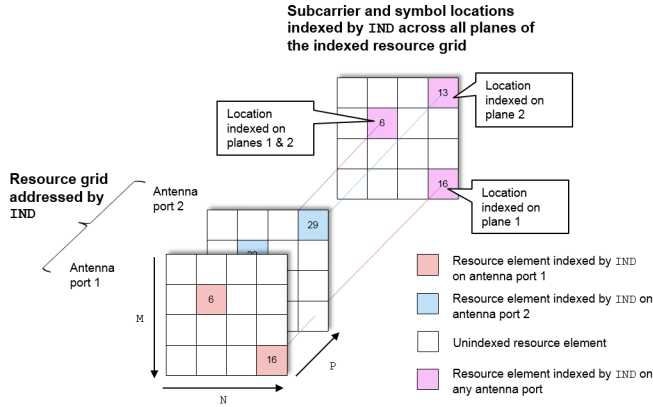 Subcarrier and symbol locations
indexed by IND across all planes of
the indexed resource grid
13
Location
indexed on
plane 2
Location
indexed on
planes 1 & 2
6
Resource grid
addressed by
IND
Antenna
port 2
16
Location
indexed on
plane 1
29
Antenna
port 1
Resource element indexed by IND
on antenna port 1
6
Resource element indexed by IND on
antenna port 2
M
Unindexed resource element
16
P
Resource element indexed by IND on
any antenna port
N